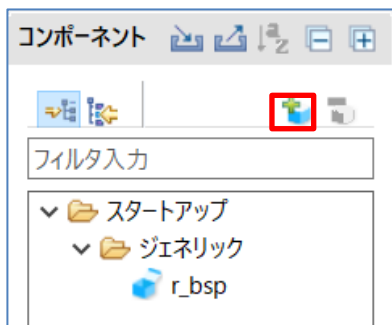 コンポーネント
フィルタ入力
スタートアップ
ジェネリック
r_bsp